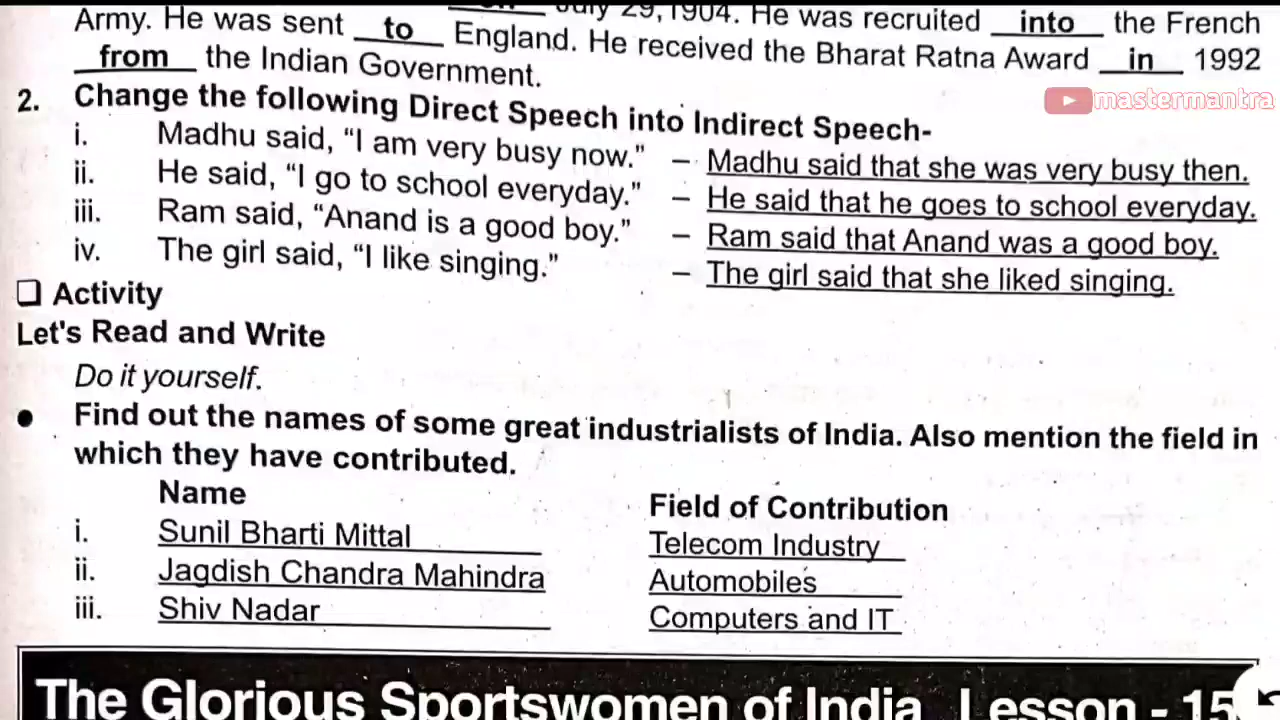 July 29, 1904. He was recruited into the French
Army. He was sent to England. He received the Bharat Ratna Award in 1992
from the Indian Government.
mastermantra
2. Change the following Direct Speech into Indirect Speech-
i. Madhu said, “I am very busy now.” – Madhu said that she was very busy then.
ii. He said, “I go to school everyday.” – He said that he goes to school everyday.
iii. Ram said, “Anand is a good boy.” – Ram said that Anand was a good boy.
iv. The girl said, “I like singing.” – The girl said that she liked singing.
❑ Activity
Let's Read and Write
Do it yourself.
● Find out the names of some great industrialists of India. Also mention the field in
which they have contributed.
Name Field of Contribution
i. Sunil Bharti Mittal Telecom Industry
ii. Jagdish Chandra Mahindra Automobiles
iii. Shiv Nadar Computers and IT
The Glorious Sportswomen of India Lesson - 15